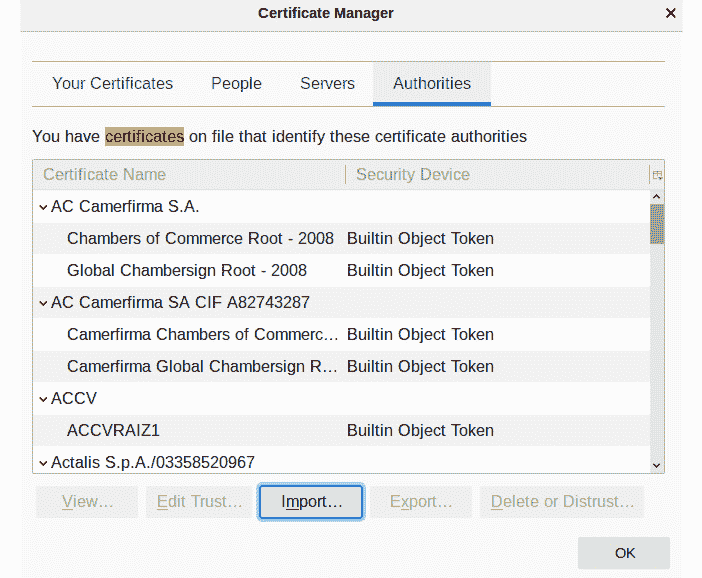 Certificate Manager
Your Certificates People Servers Authorities
You have certificates on file that identify these certificate authorities
Certificate Name Security Device
AC Camerfirma S.A.
Chambers of Commerce Root - 2008 Builtin Object Token
Global Chambersign Root - 2008 Builtin Object Token
AC Camerfirma SA CIF A82743287
Camerfirma Chambers of Commerc… Builtin Object Token
Camerfirma Global Chambersign R… Builtin Object Token
ACCV
ACCVRAIZ1 Builtin Object Token
Actalis S.p.A./03358520967
View… Edit Trust… Import… Export… Delete or Distrust…
OK